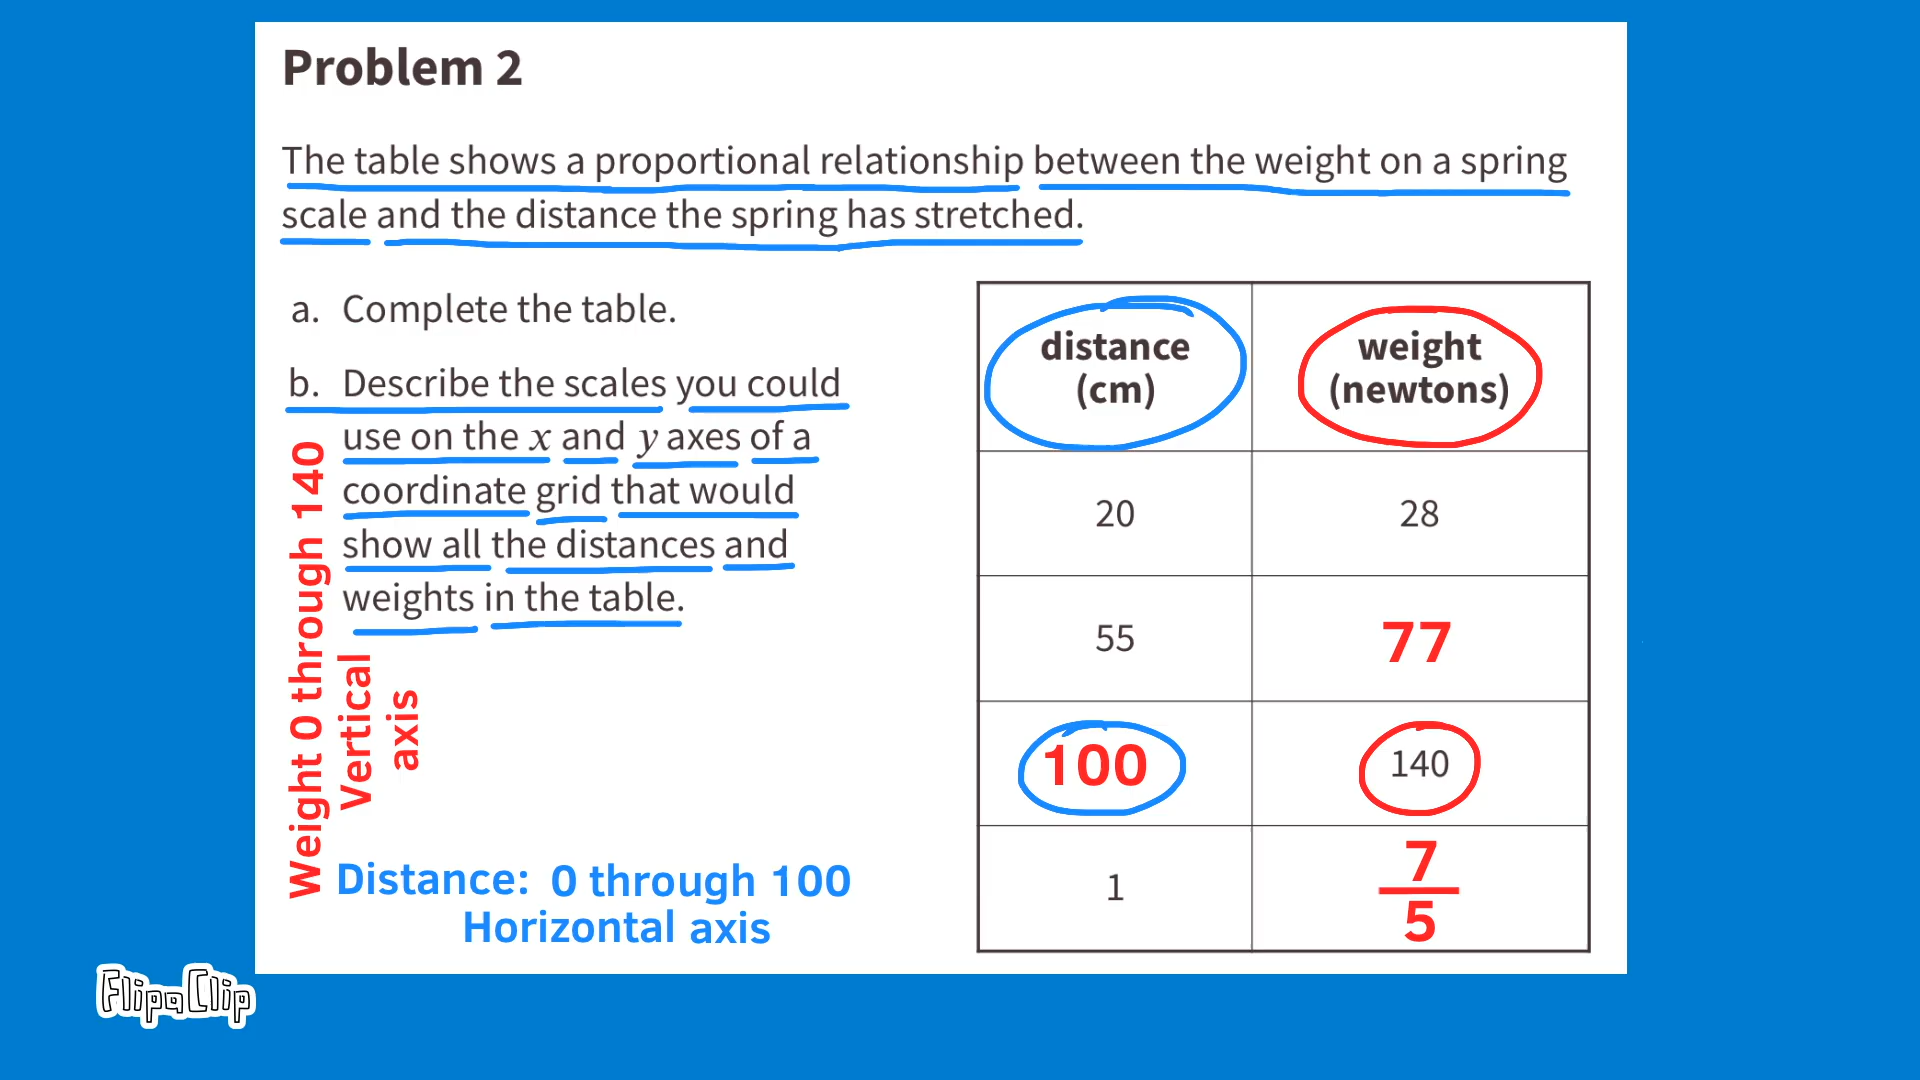 Problem 2
The table shows a proportional relationship between the weight on a spring
scale and the distance the spring has stretched.
a. Complete the table.
b. Describe the scales you could
use on the x and y axes of a
coordinate grid that would
show all the distances and
weights in the table.
Weight 0 through 140
Vertical
axis
Distance: 0 through 100
Horizontal axis
distance
(cm)
weight
(newtons)
20 28
55 77
100 140
1 7/5
FlipaClip